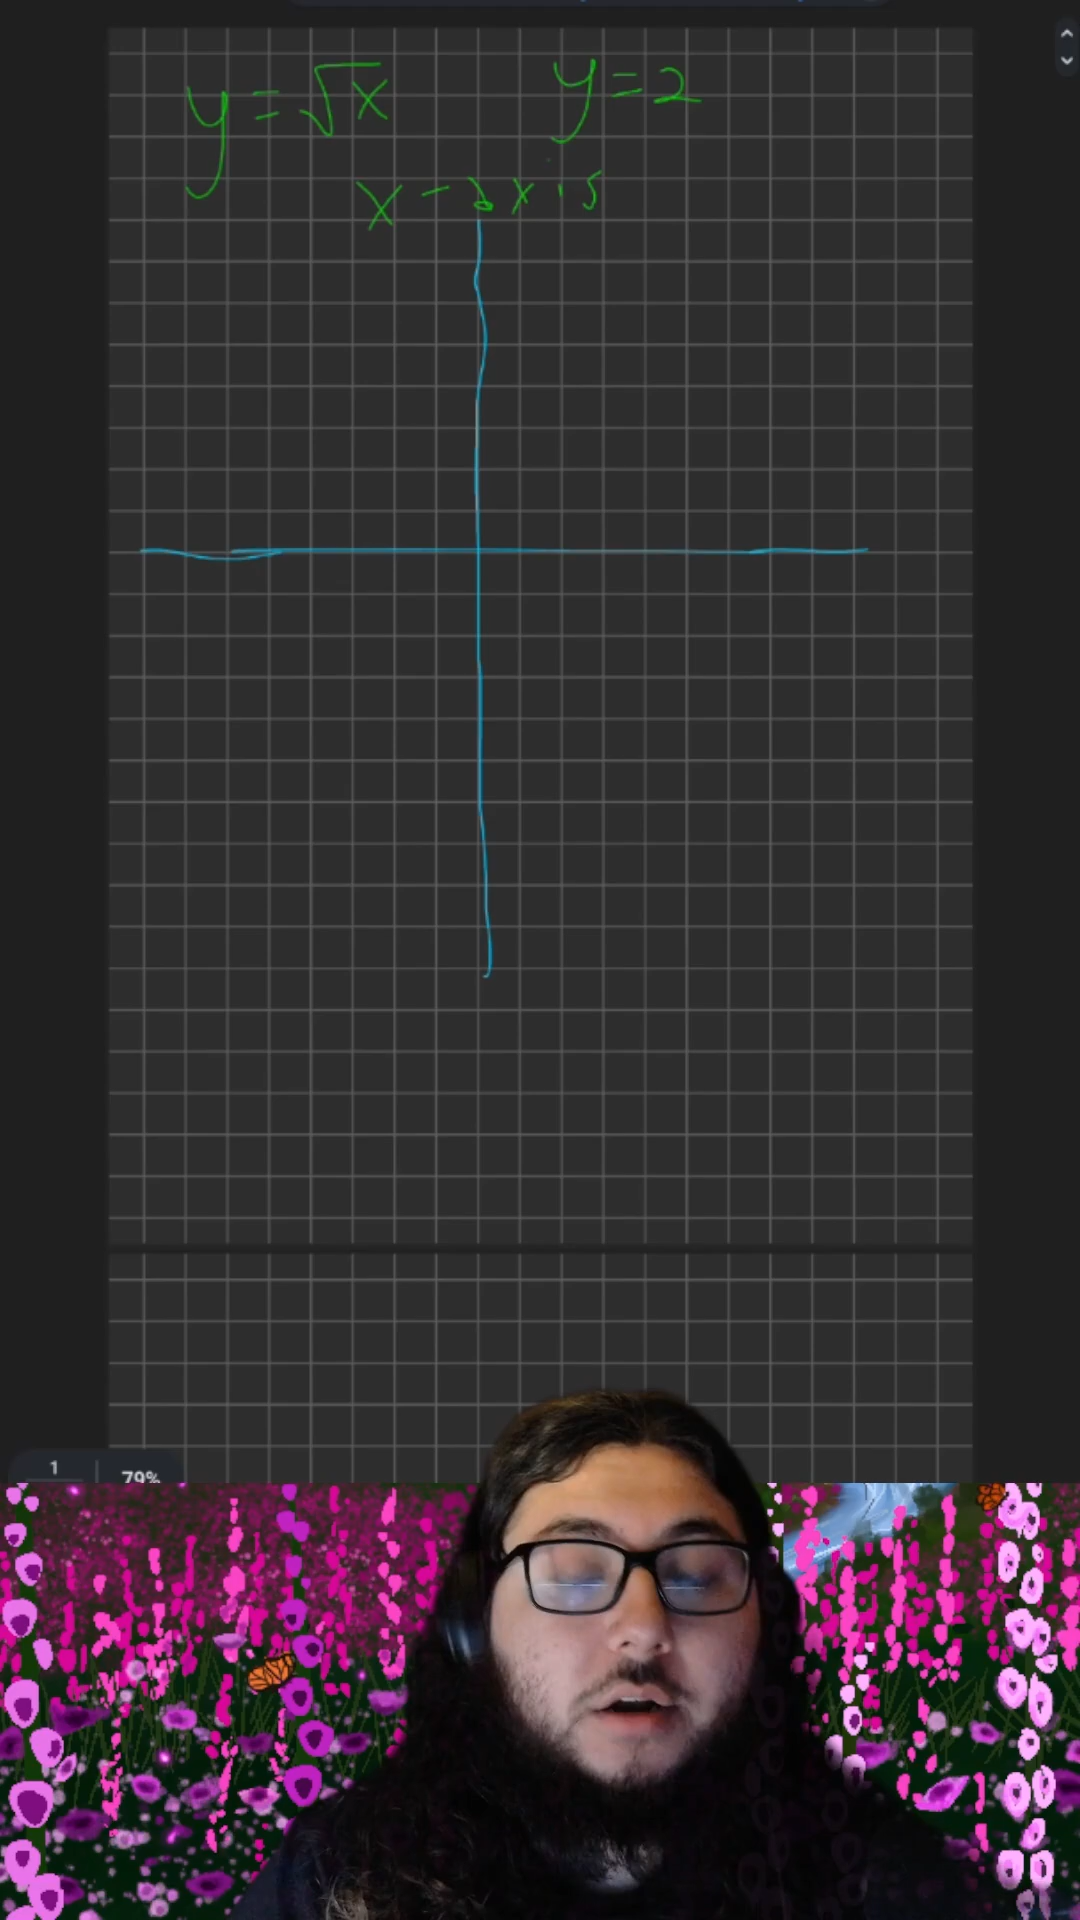 y = √x y = 2
x - axis
1 79%